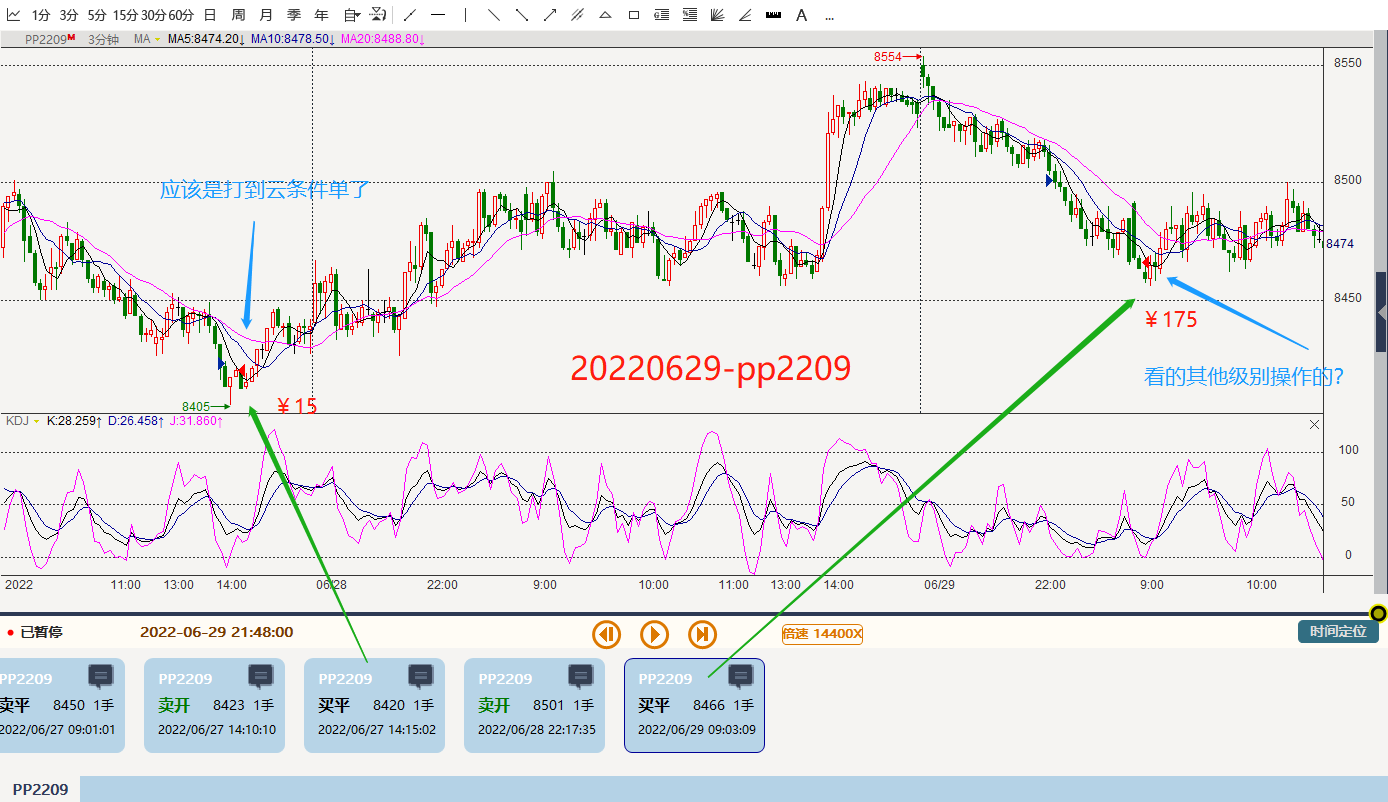 1分 3分 5分 15分 30分 60分 日 周 月 季 年 自 A ...
PP2209M 3分钟 MA MA5:8474.20↓ MA10:8478.50↓ MA20:8488.80↓
8554
8550
应该是打到云条件单了
8500
8474
8450
¥ 175
20220629-pp2209
看的其他级别操作的?
8405
¥ 15
KDJ K:28.259↑ D:26.458↑ J:31.860↑
100
50
0
2022 11:00 13:00 14:00 06/28 22:00 9:00 10:00 11:00 13:00 14:00 06/29 22:00 9:00 10:00
已暂停 2022-06-29 21:48:00 倍速 14400X 时间定位
PP2209 PP2209 PP2209 PP2209 PP2209
卖平 8450 1手 卖开 8423 1手 买平 8420 1手 卖开 8501 1手 买平 8466 1手
2022/06/27 09:01:01 2022/06/27 14:10:10 2022/06/27 14:15:02 2022/06/28 22:17:35 2022/06/29 09:03:09
PP2209